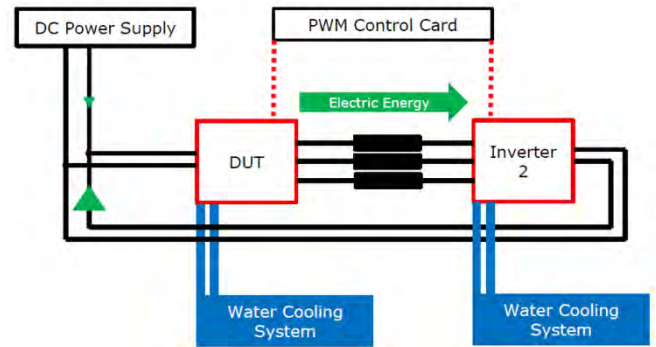 DC Power Supply
PWM Control Card
Electric Energy
DUT
Inverter
2
Water Cooling
System
Water Cooling
System